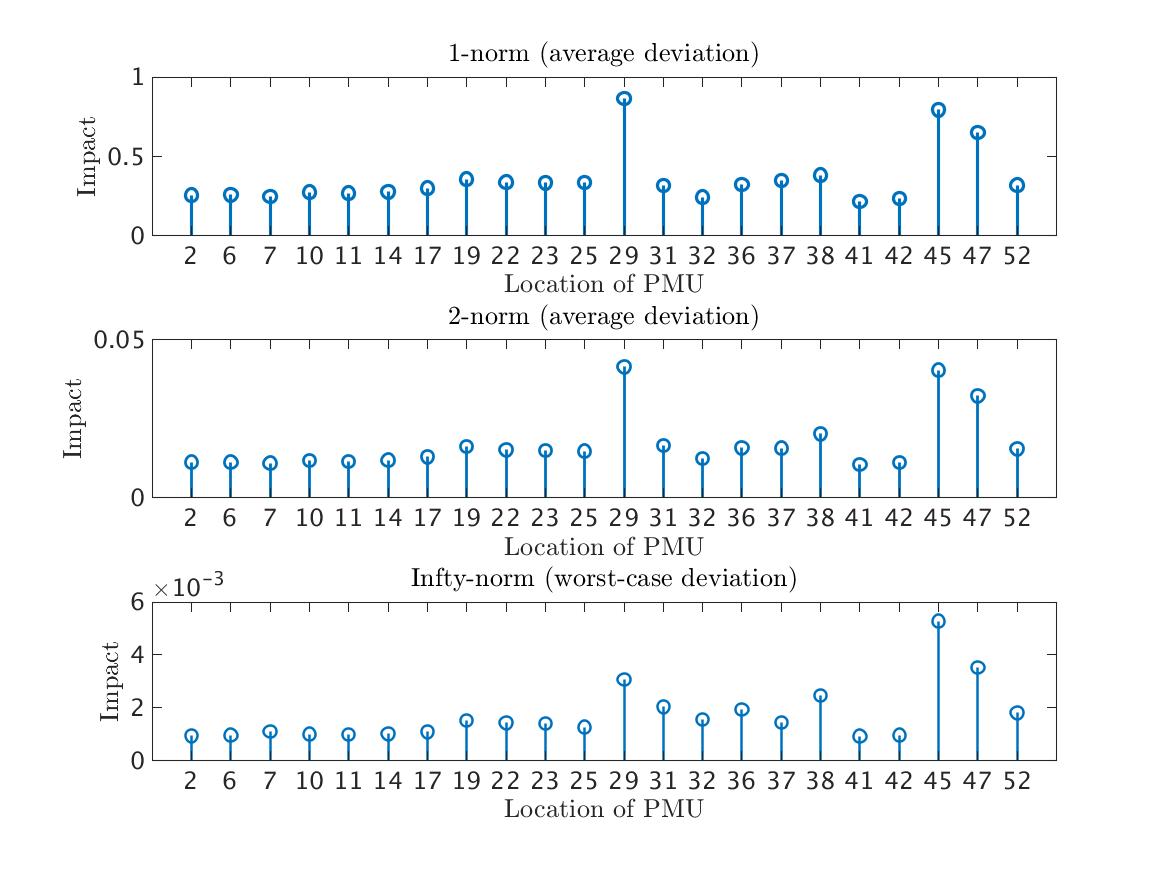 1-norm (average deviation)
1
0.5
0
Impact
2 6 7 10 11 14 17 19 22 23 25 29 31 32 36 37 38 41 42 45 47 52
Location of PMU
2-norm (average deviation)
0.05
0
Impact
2 6 7 10 11 14 17 19 22 23 25 29 31 32 36 37 38 41 42 45 47 52
Location of PMU
Infty-norm (worst-case deviation)
×10⁻³
6
4
2
0
Impact
2 6 7 10 11 14 17 19 22 23 25 29 31 32 36 37 38 41 42 45 47 52
Location of PMU